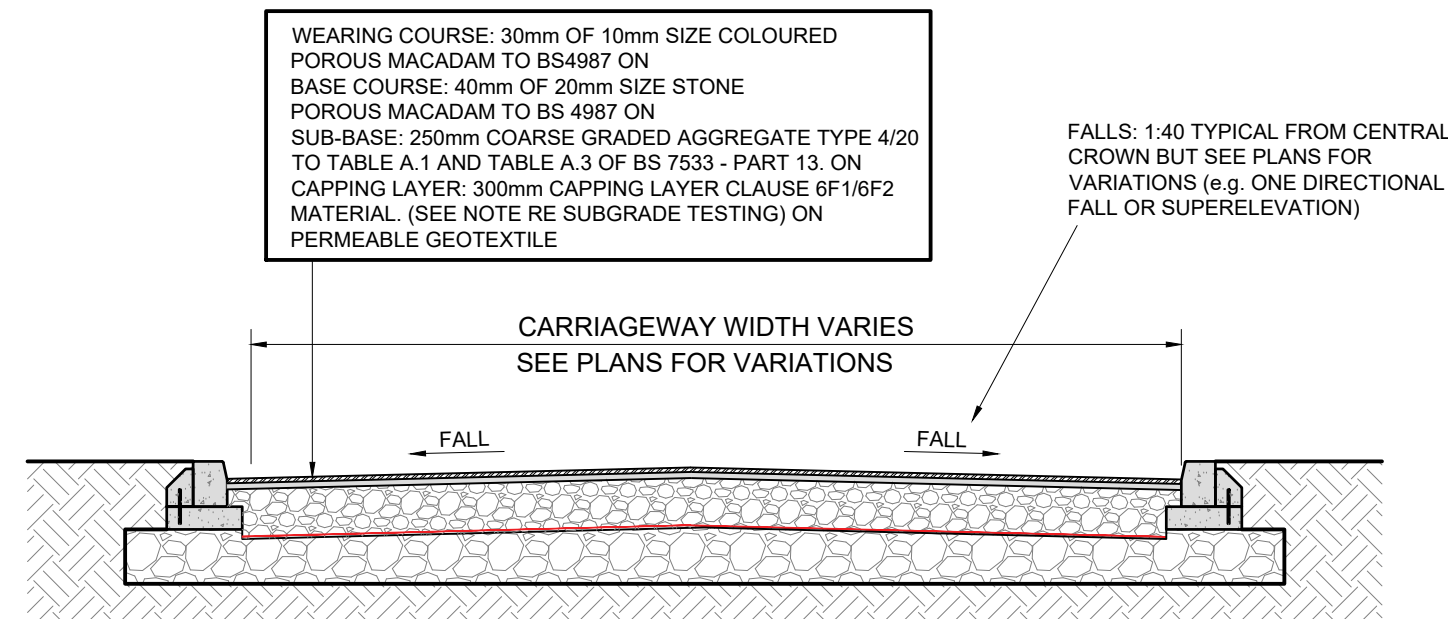 WEARING COURSE: 30mm OF 10mm SIZE COLOURED
POROUS MACADAM TO BS4987 ON
BASE COURSE: 40mm OF 20mm SIZE STONE
POROUS MACADAM TO BS 4987 ON
SUB-BASE: 250mm COARSE GRADED AGGREGATE TYPE 4/20
TO TABLE A.1 AND TABLE A.3 OF BS 7533 - PART 13. ON
CAPPING LAYER: 300mm CAPPING LAYER CLAUSE 6F1/6F2
MATERIAL. (SEE NOTE RE SUBGRADE TESTING) ON
PERMEABLE GEOTEXTILE
FALLS: 1:40 TYPICAL FROM CENTRAL
CROWN BUT SEE PLANS FOR
VARIATIONS (e.g. ONE DIRECTIONAL
FALL OR SUPERELEVATION)
CARRIAGEWAY WIDTH VARIES
SEE PLANS FOR VARIATIONS
FALL
FALL